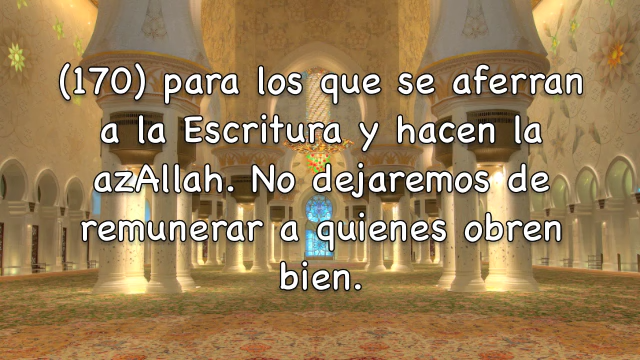 (170) para los que se aferran
a la Escritura y hacen la
azAllah. No dejaremos de
remunerar a quienes obren
bien.